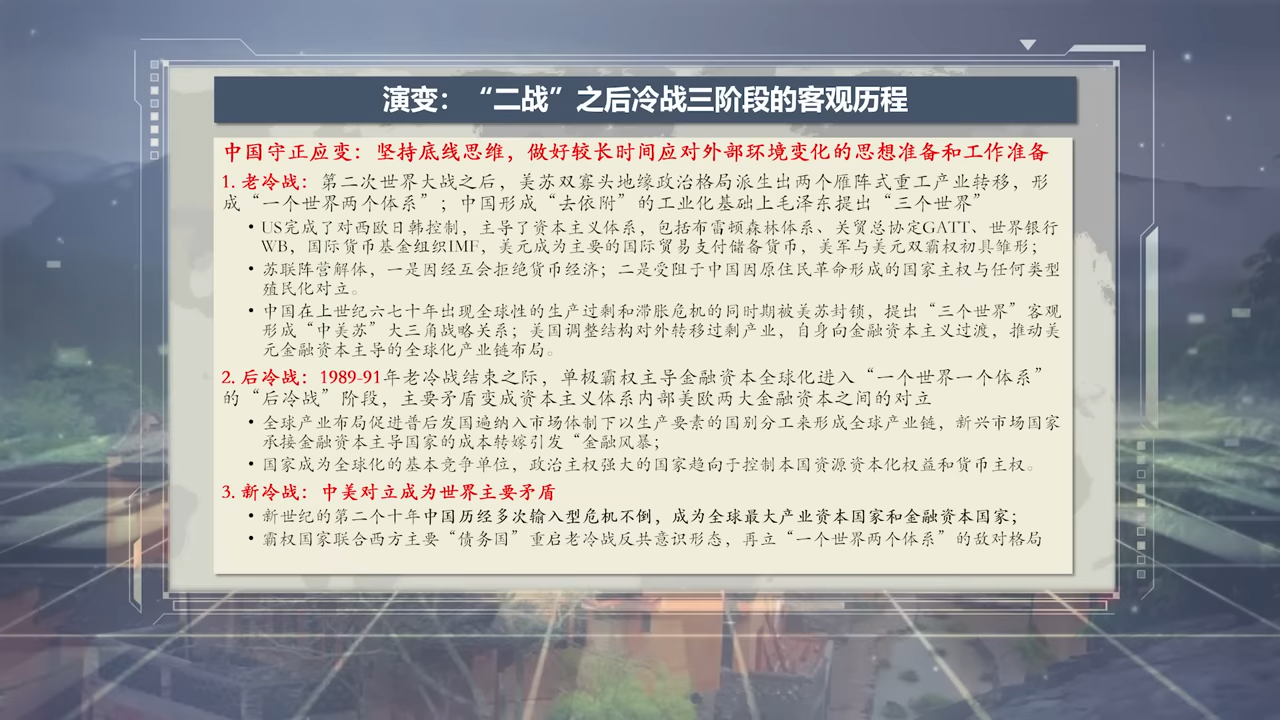 演变：“二战”之后冷战三阶段的客观历程
中国守正应变：坚持底线思维，做好较长时间应对外部环境变化的思想准备和工作准备
1. 老冷战：第二次世界大战之后，美苏双寡头地缘政治格局派生出两个雁阵式重工产业转移，形
成“一个世界两个体系”；中国形成“去依附”的工业化基础上毛泽东提出“三个世界”
• US完成了对西欧日韩控制，主导了资本主义体系，包括布雷顿森林体系、关贸总协定GATT、世界银行
WB，国际货币基金组织IMF，美元成为主要的国际贸易支付储备货币，美军与美元双霸权初具雏形；
• 苏联阵营解体，一是因经互会拒绝货币经济；二是受阻于中国因原住民革命形成的国家主权与任何类型
殖民化对立。
• 中国在上世纪六七十年出现全球性的生产过剩和滞胀危机的同时期被美苏封锁，提出“三个世界”客观
形成“中美苏”大三角战略关系；美国调整结构对外转移过剩产业，自身向金融资本主义过渡，推动美
元金融资本主导的全球化产业链布局。
2. 后冷战：1989-91年老冷战结束之际，单极霸权主导金融资本全球化进入“一个世界一个体系”
的“后冷战”阶段，主要矛盾变成资本主义体系内部美欧两大金融资本之间的对立
• 全球产业布局促进普后发国遍纳入市场体制下以生产要素的国别分工来形成全球产业链，新兴市场国家
承接金融资本主导国家的成本转嫁引发“金融风暴；
• 国家成为全球化的基本竞争单位，政治主权强大的国家趋向于控制本国资源资本化权益和货币主权。
3. 新冷战：中美对立成为世界主要矛盾
• 新世纪的第二个十年中国历经多次输入型危机不倒，成为全球最大产业资本国家和金融资本国家；
• 霸权国家联合西方主要“债务国”重启老冷战反共意识形态，再立“一个世界两个体系”的敌对格局